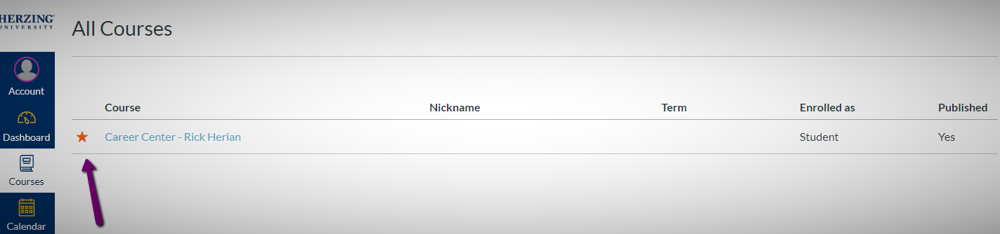 HERZING
UNIVERSITY
All Courses
Account
Dashboard
Courses
Calendar
Course Nickname Term Enrolled as Published
Career Center - Rick Herian Student Yes